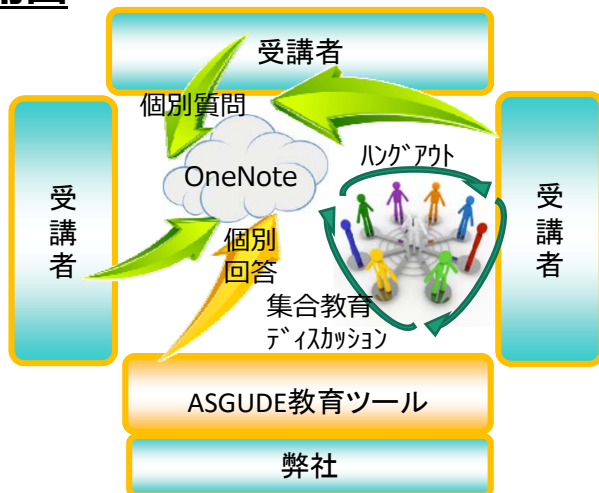 受講者
個別質問
ﾊﾝｸﾞｱｳﾄ
OneNote
受
講
者
受
講
者
個別
回答
集合教育
ﾃﾞｨｽｶｯｼｮﾝ
ASGUDE教育ツール
弊社